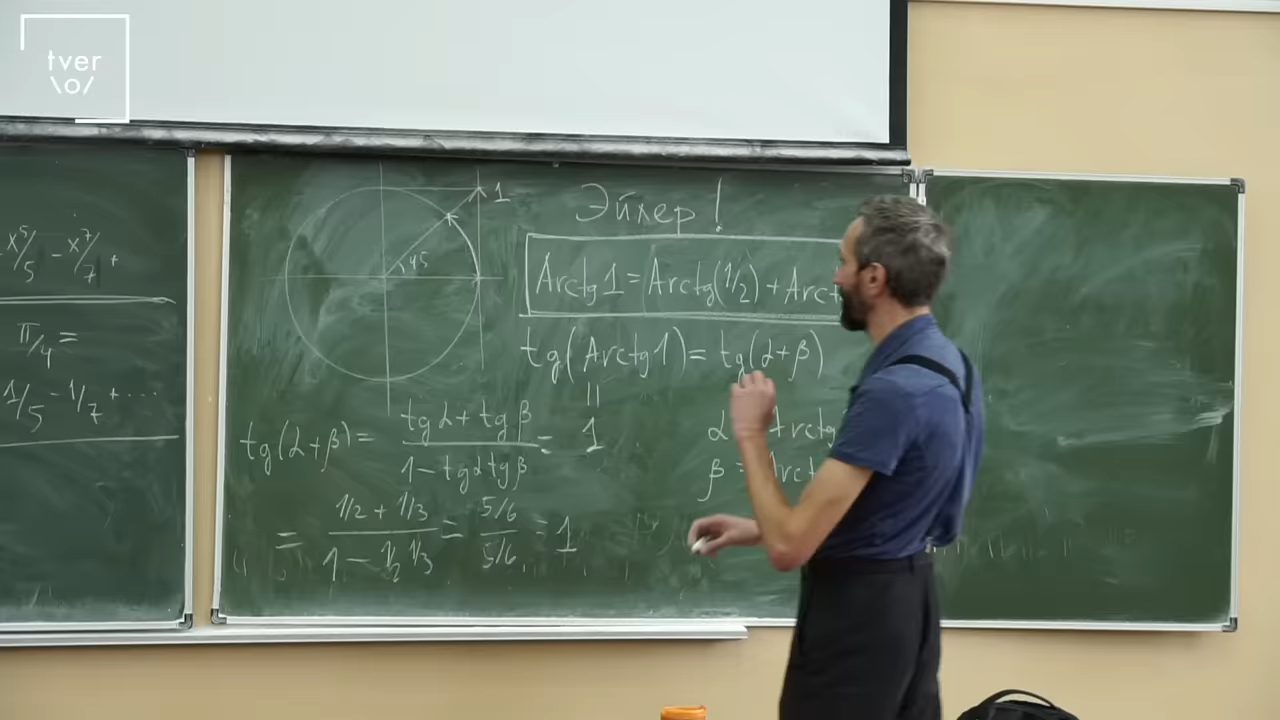 tver
\o/
x⁵/5 - x⁷/7 +
π/4 =
1/5 - 1/7 + ...
1
45
Эйлер!
Arctg1 = Arctg(1/2) + Arct
tg(Arctg1) = tg(α+β)
||
tg(α+β) = (tgα + tgβ)/(1 - tgα tgβ) = 1
α Arctg
β = Arct
= (1/2 + 1/3)/(1 - 1/2 1/3) = (5/6)/(5/6) = 1